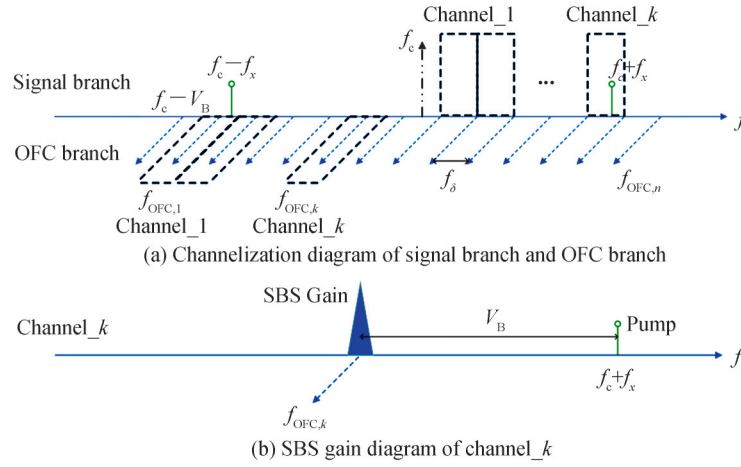 Channel_1
Channel_k
f_c
f_c−f_x
f_c+f_x
Signal branch
...
f_c−V_B
f
OFC branch
f_δ
f_OFC,1
f_OFC,k
f_OFC,n
Channel_1
Channel_k
(a) Channelization diagram of signal branch and OFC branch
SBS Gain
V_B
Pump
Channel_k
f
f_c+f_x
f_OFC,k
(b) SBS gain diagram of channel_k